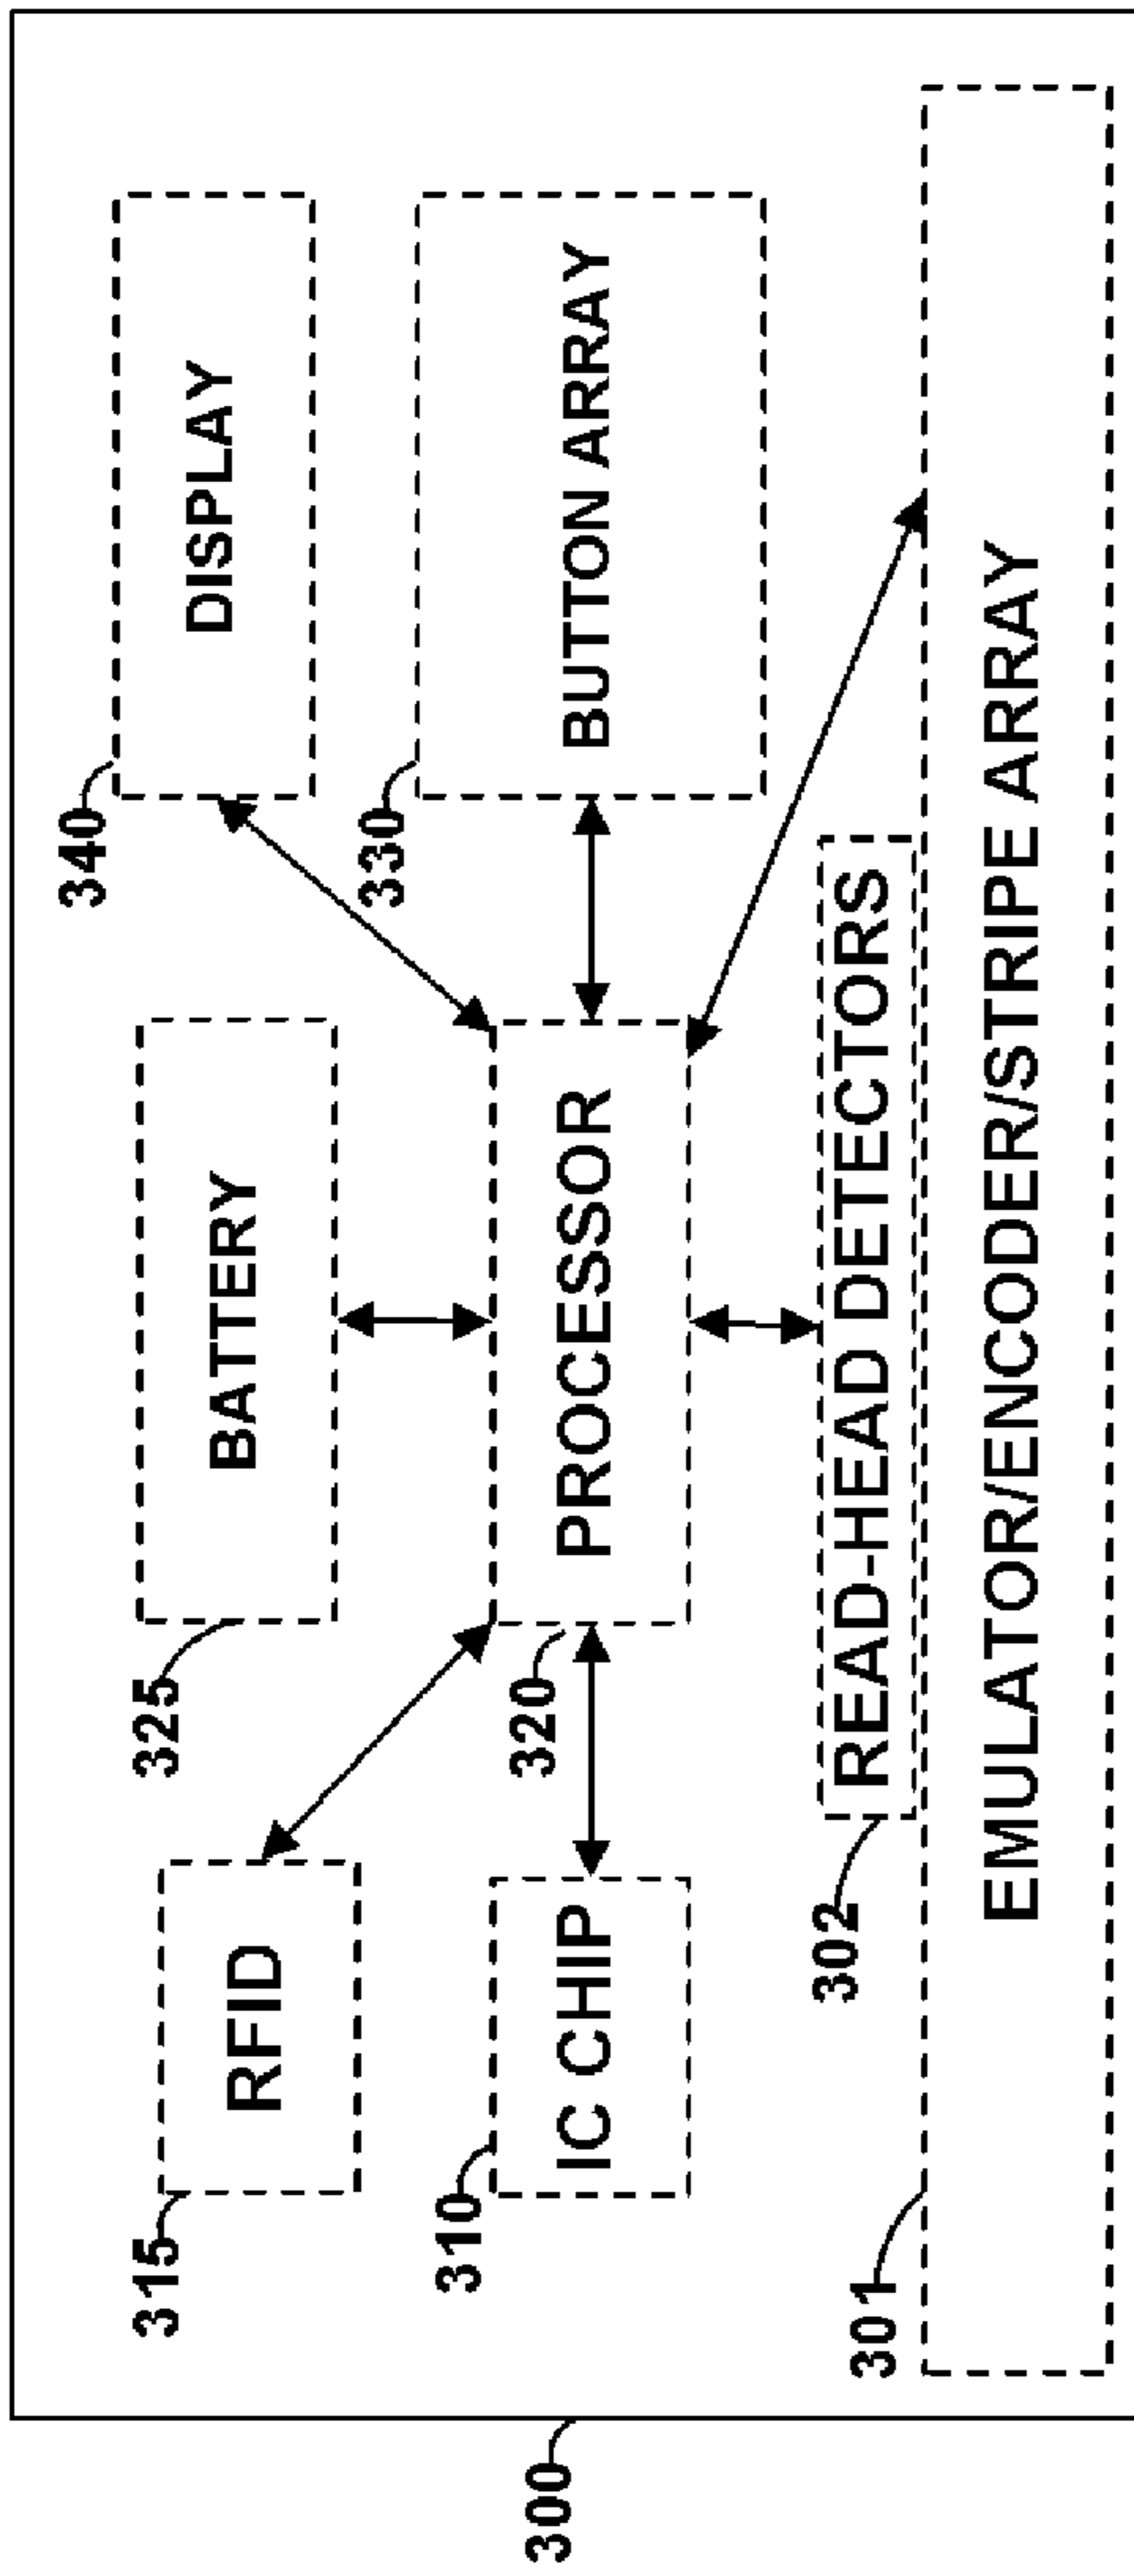 300
315
RFID
325
BATTERY
340
DISPLAY
310
IC CHIP
320
PROCESSOR
330
BUTTON ARRAY
302
READ-HEAD DETECTORS
301
EMULATOR/ENCODER/STRIPE ARRAY